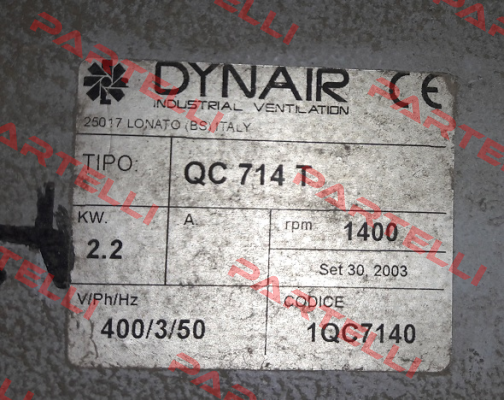 DYNAIR CE
INDUSTRIAL VENTILATION
25017 LONATO (BS) ITALY
TIPO: QC 714 T
KW. 2.2
A.
rpm 1400
Set 30, 2003
V/Ph/Hz 400/3/50
CODICE 1QC7140
PARTELLI
PARTELLI
PARTELLI
PARTELLI
PARTELLI
PARTELLI